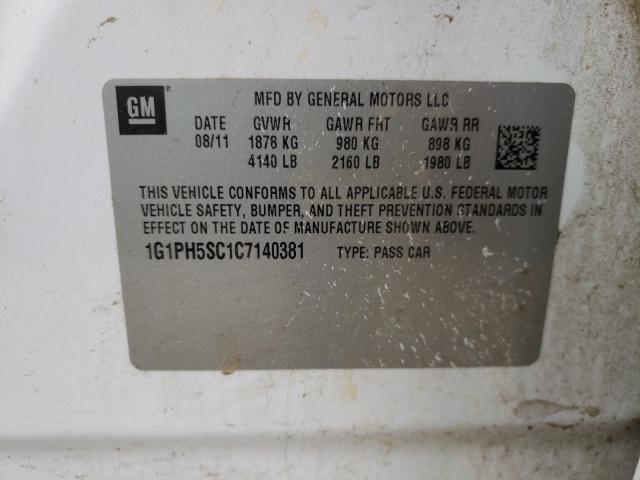 GM
MFD BY GENERAL MOTORS LLC
DATE GVWR GAWR FRT GAWR RR
08/11 1878 KG 980 KG 898 KG
4140 LB 2160 LB 1980 LB
THIS VEHICLE CONFORMS TO ALL APPLICABLE U.S. FEDERAL MOTOR
VEHICLE SAFETY, BUMPER, AND THEFT PREVENTION STANDARDS IN
EFFECT ON THE DATE OF MANUFACTURE SHOWN ABOVE.
1G1PH5SC1C7140381 TYPE: PASS CAR